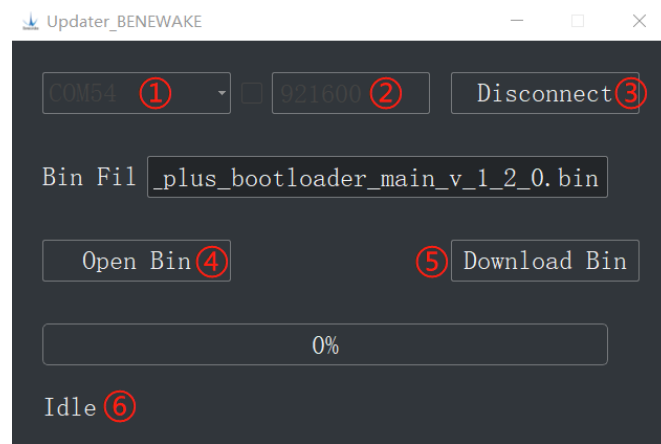 Updater_BENEWAKE
COM54 ① 921600 ② Disconnect ③
Bin Fil _plus_bootloader_main_v_1_2_0.bin
Open Bin ④ ⑤ Download Bin
0%
Idle ⑥